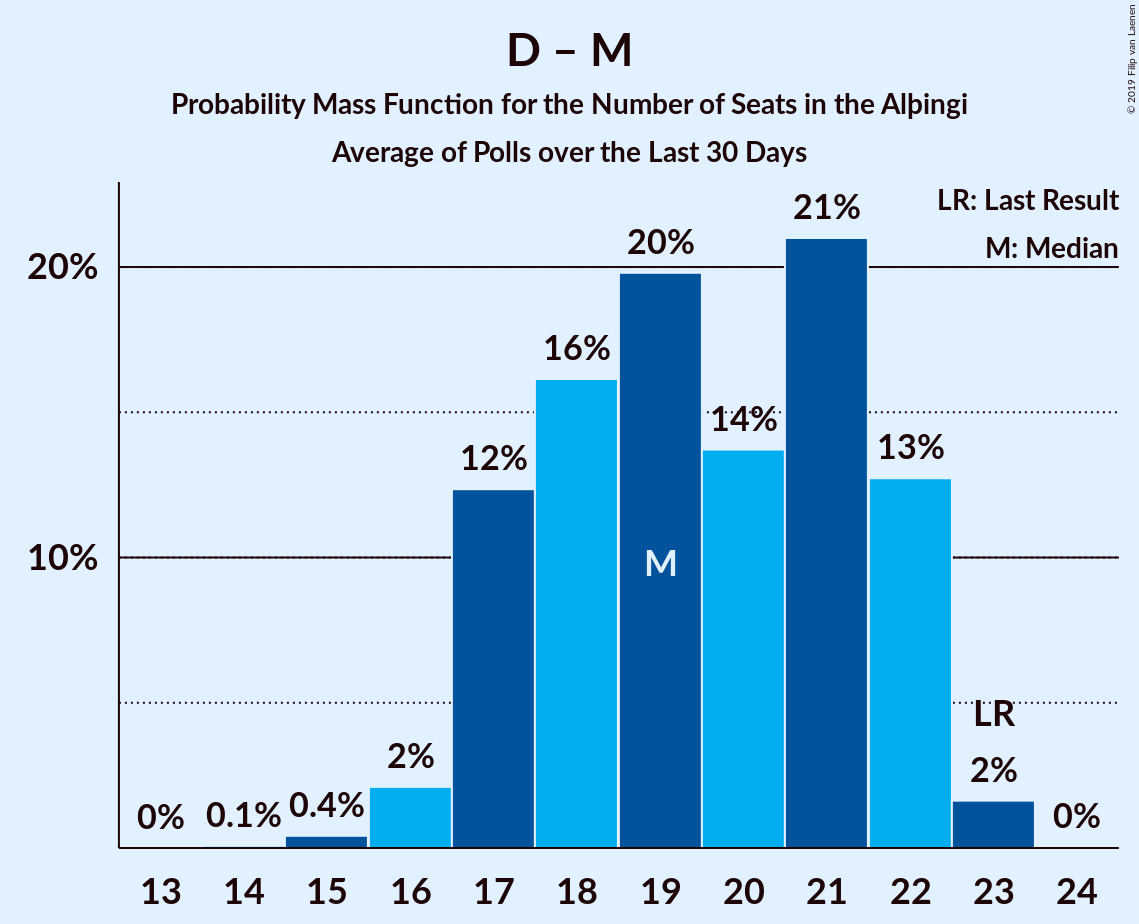 D – M
Probability Mass Function for the Number of Seats in the Alþingi
Average of Polls over the Last 30 Days
© 2019 Filip van Laenen
LR: Last Result
M: Median
20%
10%
0%
0.1%
0.4%
2%
12%
16%
20%
14%
21%
13%
2%
0%
M
LR
13 14 15 16 17 18 19 20 21 22 23 24